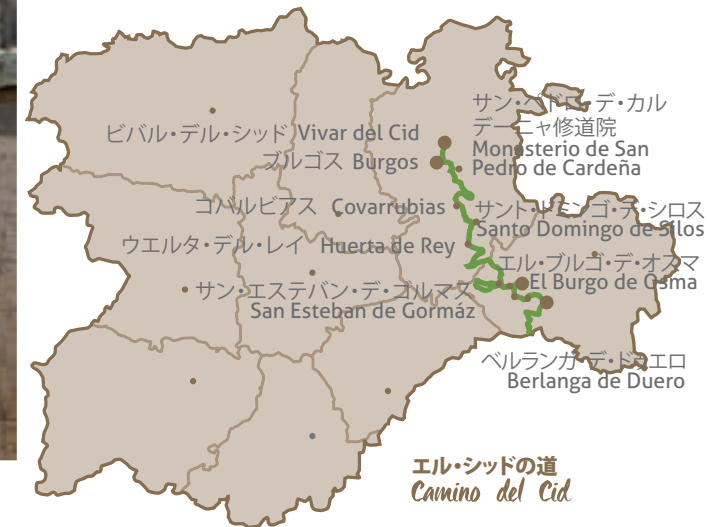 サン・ペドロ・デ・カル
デーニャ修道院
Monasterio de San
Pedro de Cardeña
ビバル・デル・シッド Vivar del Cid
ブルゴス Burgos
コバルビアス Covarrubias
サント・ドミンゴ・デ・シロス
Santo Domingo de Silos
ウエルタ・デル・レイ Huerta de Rey
エル・ブルゴ・デ・オスマ
El Burgo de Osma
サン・エステバン・デ・ゴルマス
San Esteban de Gormáz
ベルランガ・デ・ドゥエロ
Berlanga de Duero
エル・シッドの道
Camino del Cid